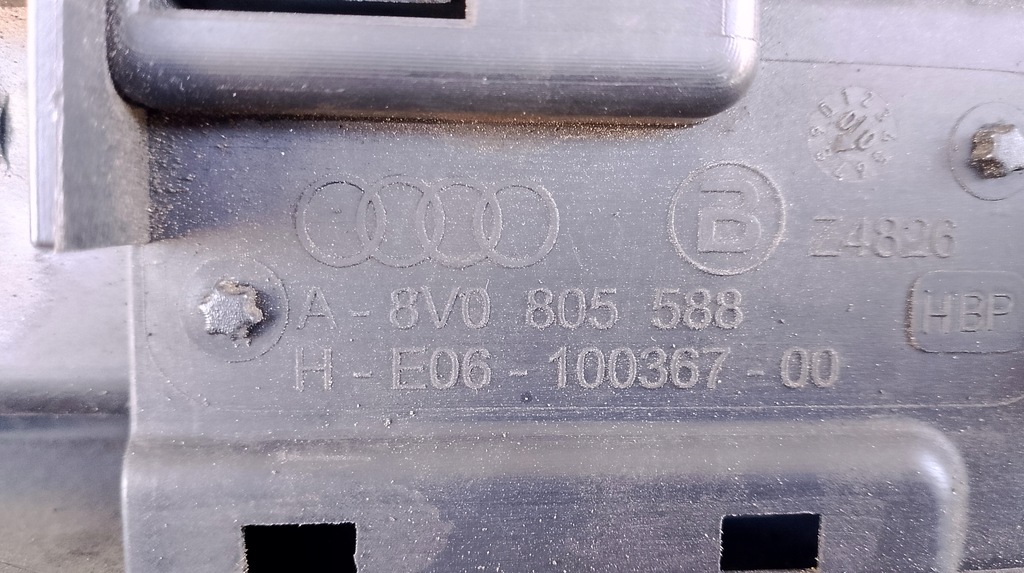 B
Z4826
A - 8V0 805 588
HBP
H - E06 - 100367 - 00